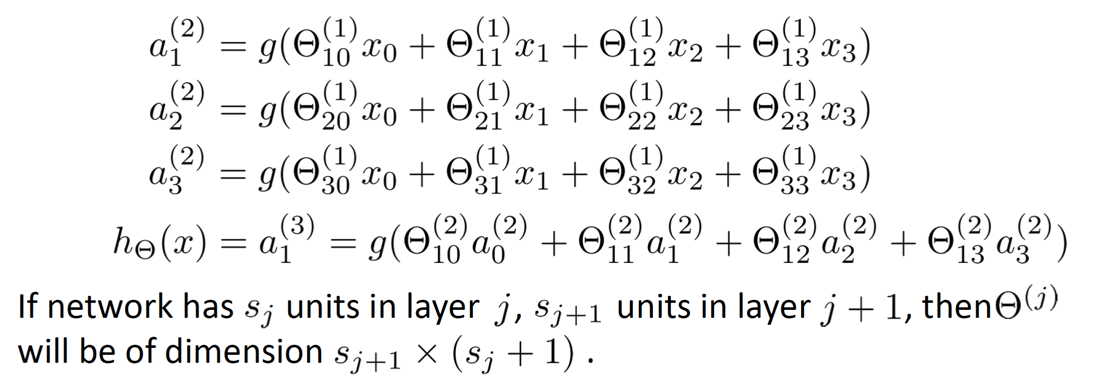 a_1^{(2)} = g(Θ_{10}^{(1)} x_0 + Θ_{11}^{(1)} x_1 + Θ_{12}^{(1)} x_2 + Θ_{13}^{(1)} x_3)
a_2^{(2)} = g(Θ_{20}^{(1)} x_0 + Θ_{21}^{(1)} x_1 + Θ_{22}^{(1)} x_2 + Θ_{23}^{(1)} x_3)
a_3^{(2)} = g(Θ_{30}^{(1)} x_0 + Θ_{31}^{(1)} x_1 + Θ_{32}^{(1)} x_2 + Θ_{33}^{(1)} x_3)
h_Θ(x) = a_1^{(3)} = g(Θ_{10}^{(2)} a_0^{(2)} + Θ_{11}^{(2)} a_1^{(2)} + Θ_{12}^{(2)} a_2^{(2)} + Θ_{13}^{(2)} a_3^{(2)})
If network has s_j units in layer j, s_{j+1} units in layer j + 1, then Θ^{(j)}
will be of dimension s_{j+1} × (s_j + 1) .